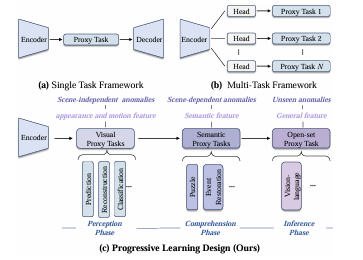 Encoder
Proxy Task
Decoder
(a) Single Task Framework
Encoder
Head
Proxy Task 1
Head
Proxy Task 2
Head
Proxy Task N
(b) Multi-Task Framework
Scene-independent anomalies
Scene-dependent anomalies
Unseen anomalies
appearance and motion feature
Semantic feature
General feature
Encoder
Visual
Proxy Tasks
Semantic
Proxy Tasks
Open-set
Proxy Task
Prediction
Reconstruction
Classification
...
Puzzle
Event
Restoration
...
Vision-
language
...
Perception
Phase
Comprehension
Phase
Inference
Phase
(c) Progressive Learning Design (Ours)